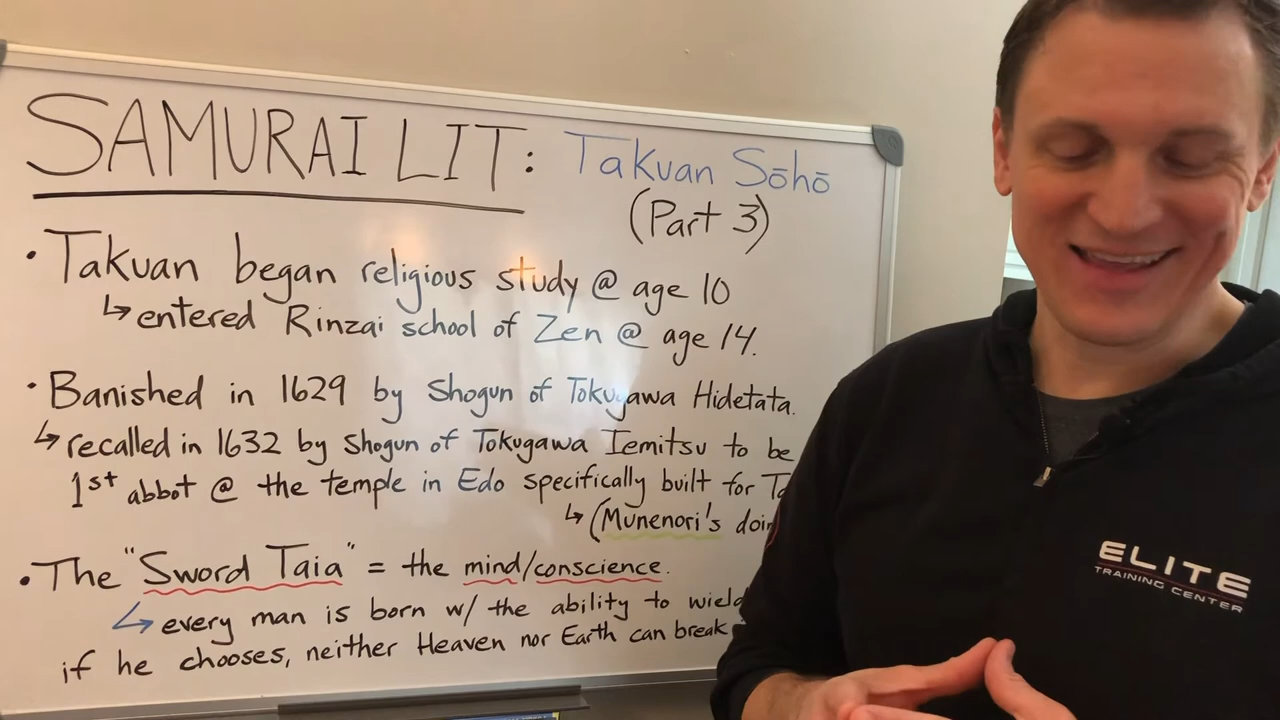 SAMURAI LIT: Takuan Sōhō
(Part 3)
• Takuan began religious study @ age 10
↳ entered Rinzai school of Zen @ age 14.
• Banished in 1629 by Shogun of Tokugawa Hidetata.
↳ recalled in 1632 by Shogun of Tokugawa Iemitsu to be
1st abbot @ the temple in Edo specifically built for
↳ (Munenori's
• The "Sword Taia" = the mind/conscience.
↳ every man is born w/ the ability to wield
if he chooses, neither Heaven nor Earth can break
ELITE
TRAINING CENTER